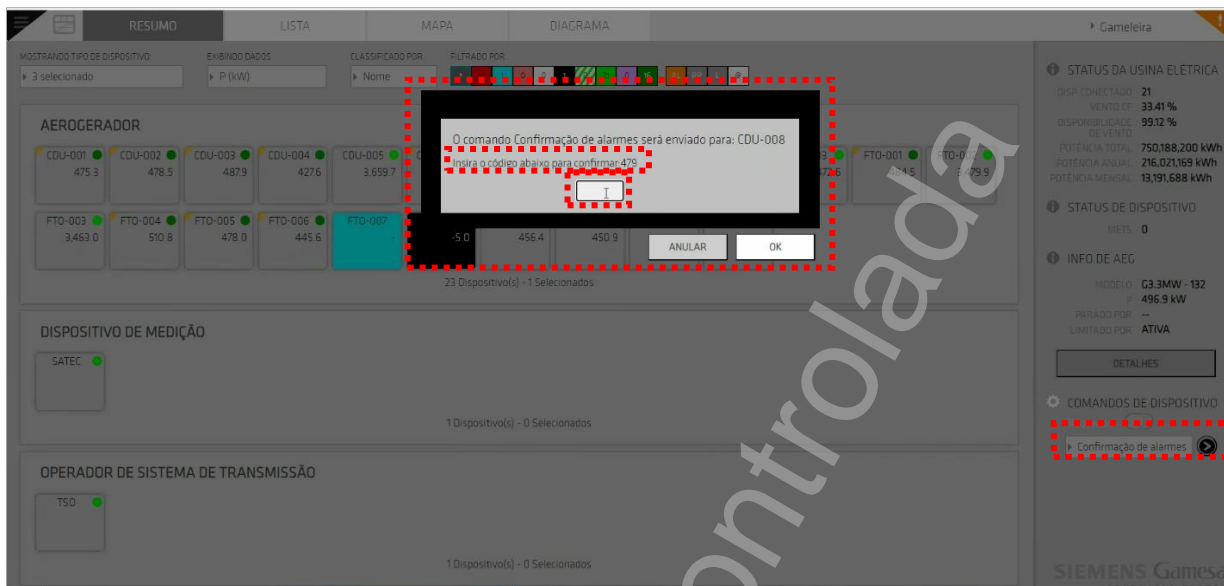 RESUMO LISTA MAPA DIAGRAMA
Gameleira
MOSTRANDO TIPO DE DISPOSITIVO EXIBINDO DADOS CLASSIFICADO POR FILTRADO POR
3 selecionado P (kW) Nome
AEROGERADOR
CDU-001 CDU-002 CDU-003 CDU-004 CDU-005 FTO-001
475.3 478.5 487.9 427.6 3,659.7
O comando Confirmação de alarmes será enviado para: CDU-008
Insira o código abaixo para confirmar 479
FTO-003 FTO-004 FTO-005 FTO-006 FTO-007
3,463.0 510.8 478.0 445.6 - -5.0 456.4 450.9
ANULAR OK
23 Dispositivo(s) - 1 Selecionados
DISPOSITIVO DE MEDIÇÃO
SATEC
1 Dispositivo(s) - 0 Selecionados
OPERADOR DE SISTEMA DE TRANSMISSÃO
TSO
1 Dispositivo(s) - 0 Selecionados
STATUS DA USINA ELÉTRICA
DISP. CONECTADO 21
VENTO CF 33.41 %
DISPONIBILIDADE DE VENTO 99.12 %
POTÊNCIA TOTAL 750,188,200 kWh
POTÊNCIA ANUAL 216,021,169 kWh
POTÊNCIA MENSAL 13,191,688 kWh
STATUS DE DISPOSITIVO
METS 0
INFO DE AEG
MODELO G3.3MW - 132
P 496.9 kW
PARADO POR --
LIMITADO POR ATIVA
DETALHES
COMANDOS DE DISPOSITIVO
Confirmação de alarmes
SIEMENS Gamesa
ontrolada